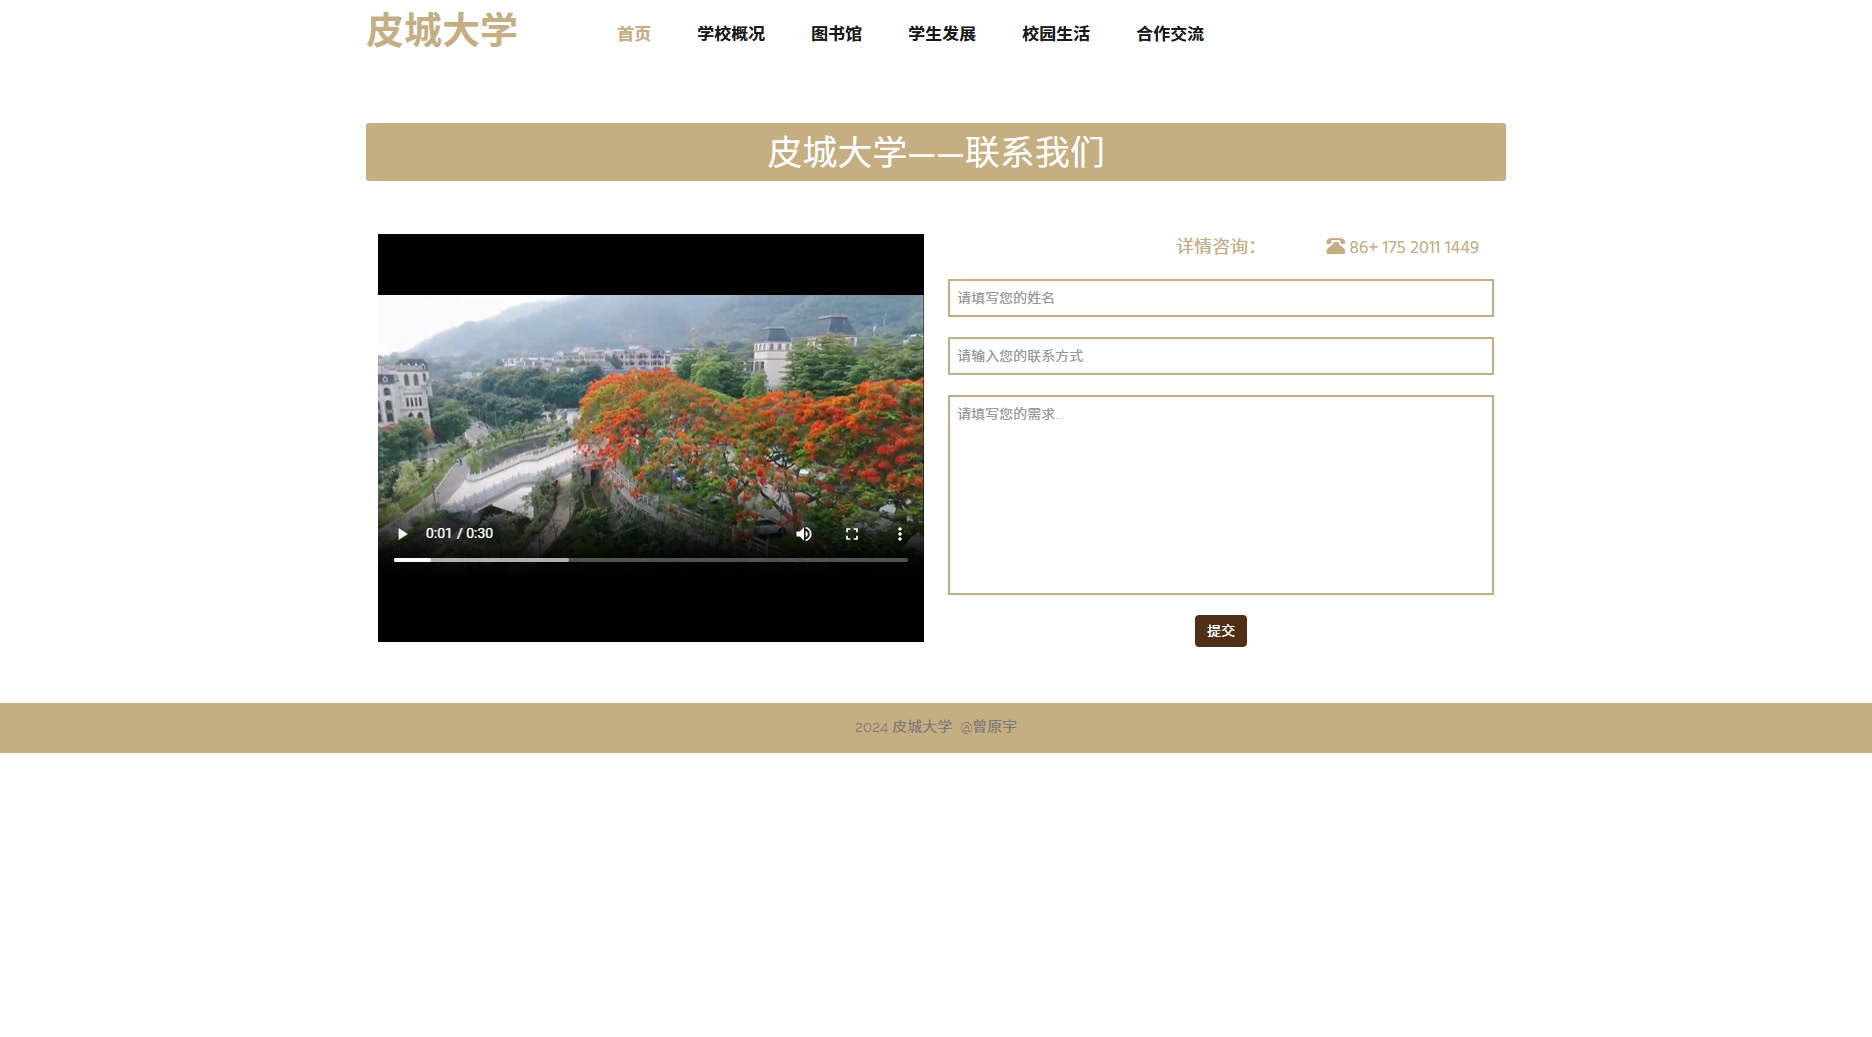 皮城大学
首页 学校概况 图书馆 学生发展 校园生活 合作交流
皮城大学——联系我们
详情咨询： 86+ 175 2011 1449
请填写您的姓名
请输入您的联系方式
请填写您的需求...
0:01 / 0:30
提交
2024 皮城大学 @曾原宇